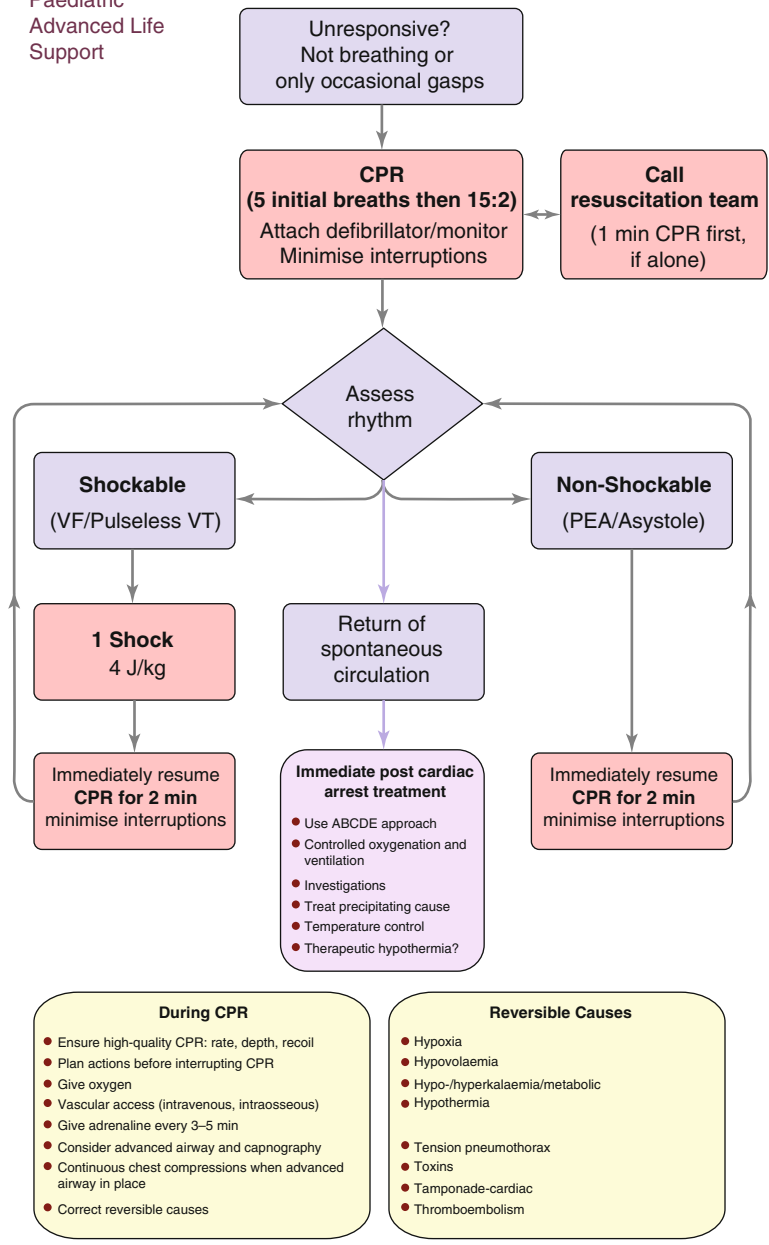 Paediatric
Advanced Life
Support
Unresponsive?
Not breathing or
only occasional gasps
CPR
(5 initial breaths then 15:2)
Attach defibrillator/monitor
Minimise interruptions
Call
resuscitation team
(1 min CPR first,
if alone)
Assess
rhythm
Shockable
(VF/Pulseless VT)
Non-Shockable
(PEA/Asystole)
1 Shock
4 J/kg
Return of
spontaneous
circulation
Immediately resume
CPR for 2 min
minimise interruptions
Immediate post cardiac
arrest treatment
Use ABCDE approach
Controlled oxygenation and
ventilation
Investigations
Treat precipitating cause
Temperature control
Therapeutic hypothermia?
Immediately resume
CPR for 2 min
minimise interruptions
During CPR
Ensure high-quality CPR: rate, depth, recoil
Plan actions before interrupting CPR
Give oxygen
Vascular access (intravenous, intraosseous)
Give adrenaline every 3–5 min
Consider advanced airway and capnography
Continuous chest compressions when advanced
airway in place
Correct reversible causes
Reversible Causes
Hypoxia
Hypovolaemia
Hypo-/hyperkalaemia/metabolic
Hypothermia
Tension pneumothorax
Toxins
Tamponade-cardiac
Thromboembolism